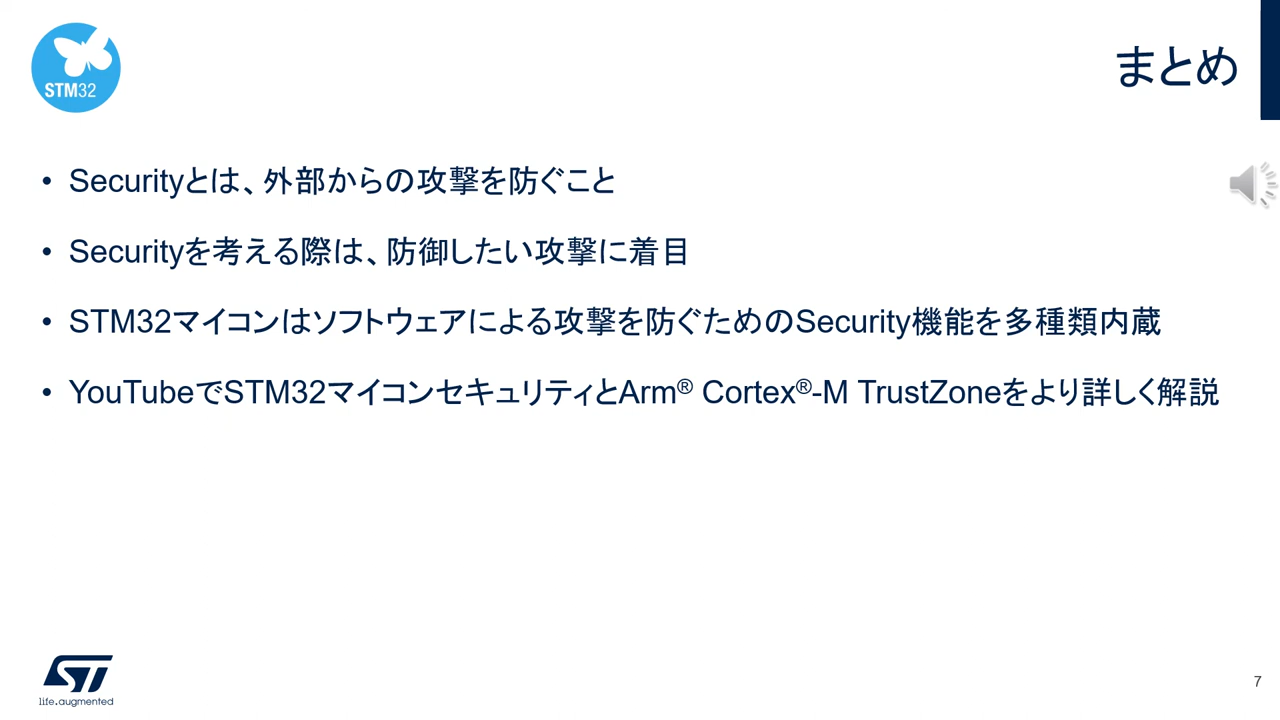 STM32
まとめ
• Securityとは、外部からの攻撃を防ぐこと
• Securityを考える際は、防御したい攻撃に着目
• STM32マイコンはソフトウェアによる攻撃を防ぐためのSecurity機能を多種類内蔵
• YouTubeでSTM32マイコンセキュリティとArm® Cortex®-M TrustZoneをより詳しく解説
ST
life.augmented
7